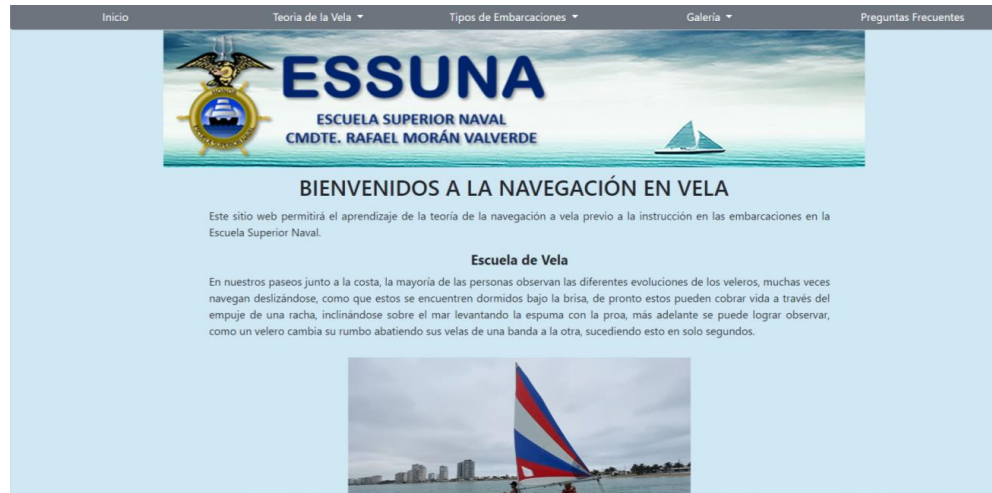 Inicio
Teoria de la Vela
Tipos de Embarcaciones
Galería
Preguntas Frecuentes
HONOR
ESSUNA
ESCUELA SUPERIOR NAVAL
CMDTE. RAFAEL MORÁN VALVERDE
BIENVENIDOS A LA NAVEGACIÓN EN VELA
Este sitio web permitirá el aprendizaje de la teoría de la navegación a vela previo a la instrucción en las embarcaciones en la
Escuela Superior Naval.
Escuela de Vela
En nuestros paseos junto a la costa, la mayoría de las personas observan las diferentes evoluciones de los veleros, muchas veces
navegan deslizándose, como que estos se encuentren dormidos bajo la brisa, de pronto estos pueden cobrar vida a través del
empuje de una racha, inclinándose sobre el mar levantando la espuma con la proa, más adelante se puede lograr observar,
como un velero cambia su rumbo abatiendo sus velas de una banda a la otra, sucediendo esto en solo segundos.